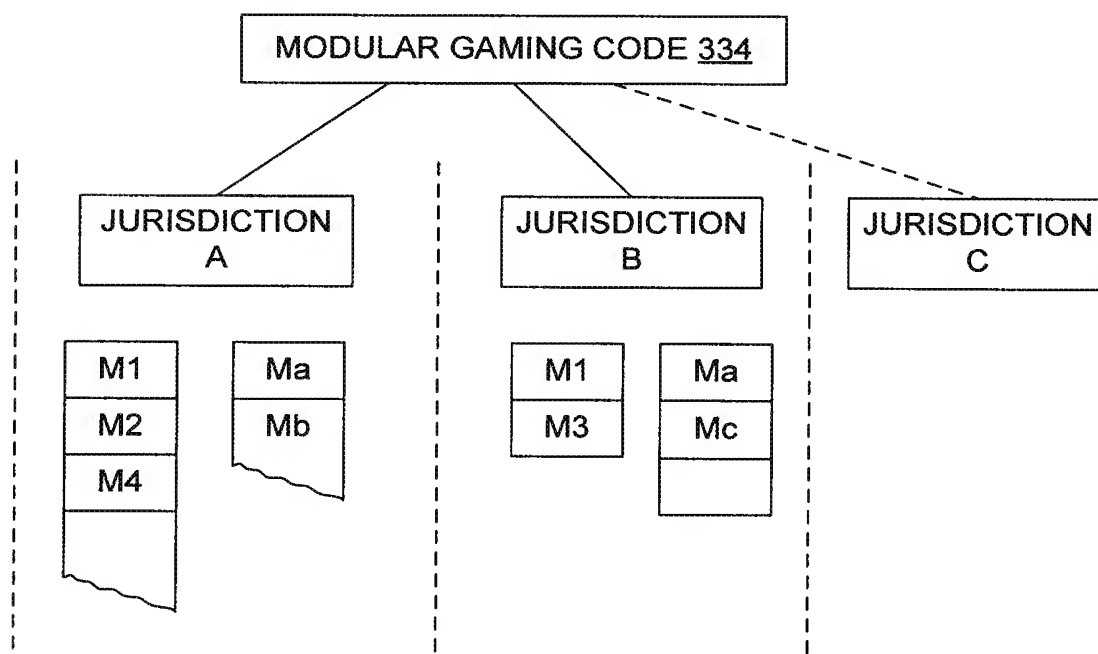 MODULAR GAMING CODE 334
JURISDICTION
A
JURISDICTION
B
JURISDICTION
C
M1
M2
M4
Ma
Mb
M1
M3
Ma
Mc